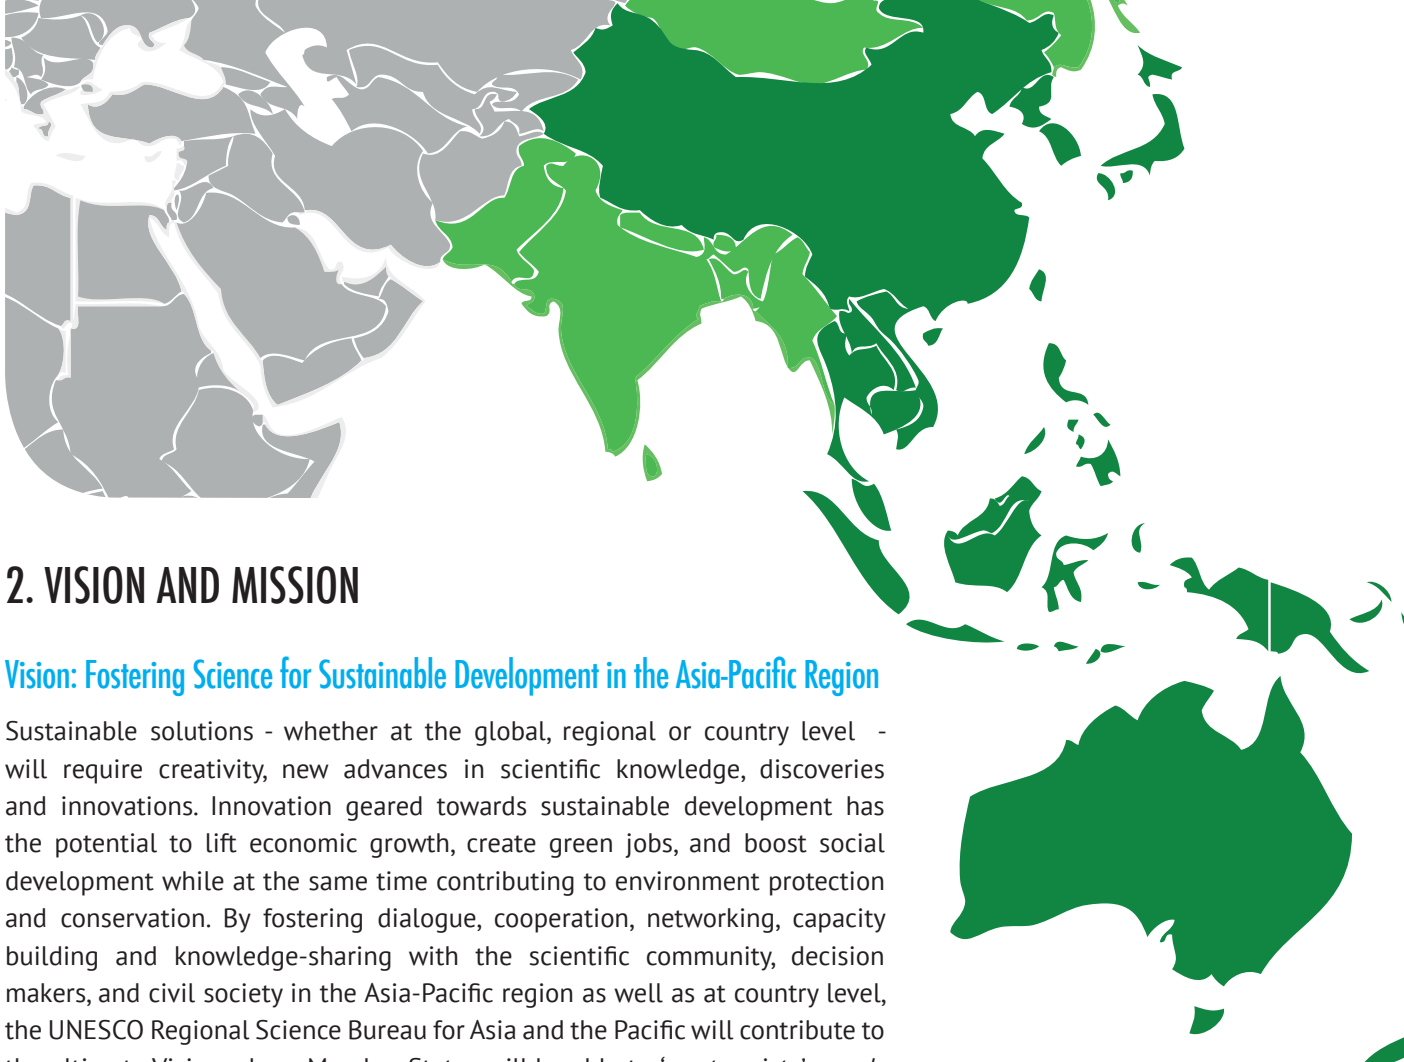 2. VISION AND MISSION
Vision: Fostering Science for Sustainable Development in the Asia-Pacific Region
Sustainable solutions - whether at the global, regional or country level -
will require creativity, new advances in scientific knowledge, discoveries
and innovations. Innovation geared towards sustainable development has
the potential to lift economic growth, create green jobs, and boost social
development while at the same time contributing to environment protection
and conservation. By fostering dialogue, cooperation, networking, capacity
building and knowledge-sharing with the scientific community, decision
makers, and civil society in the Asia-Pacific region as well as at country level,
the UNESCO Regional Science Bureau for Asia and the Pacific will contribute to